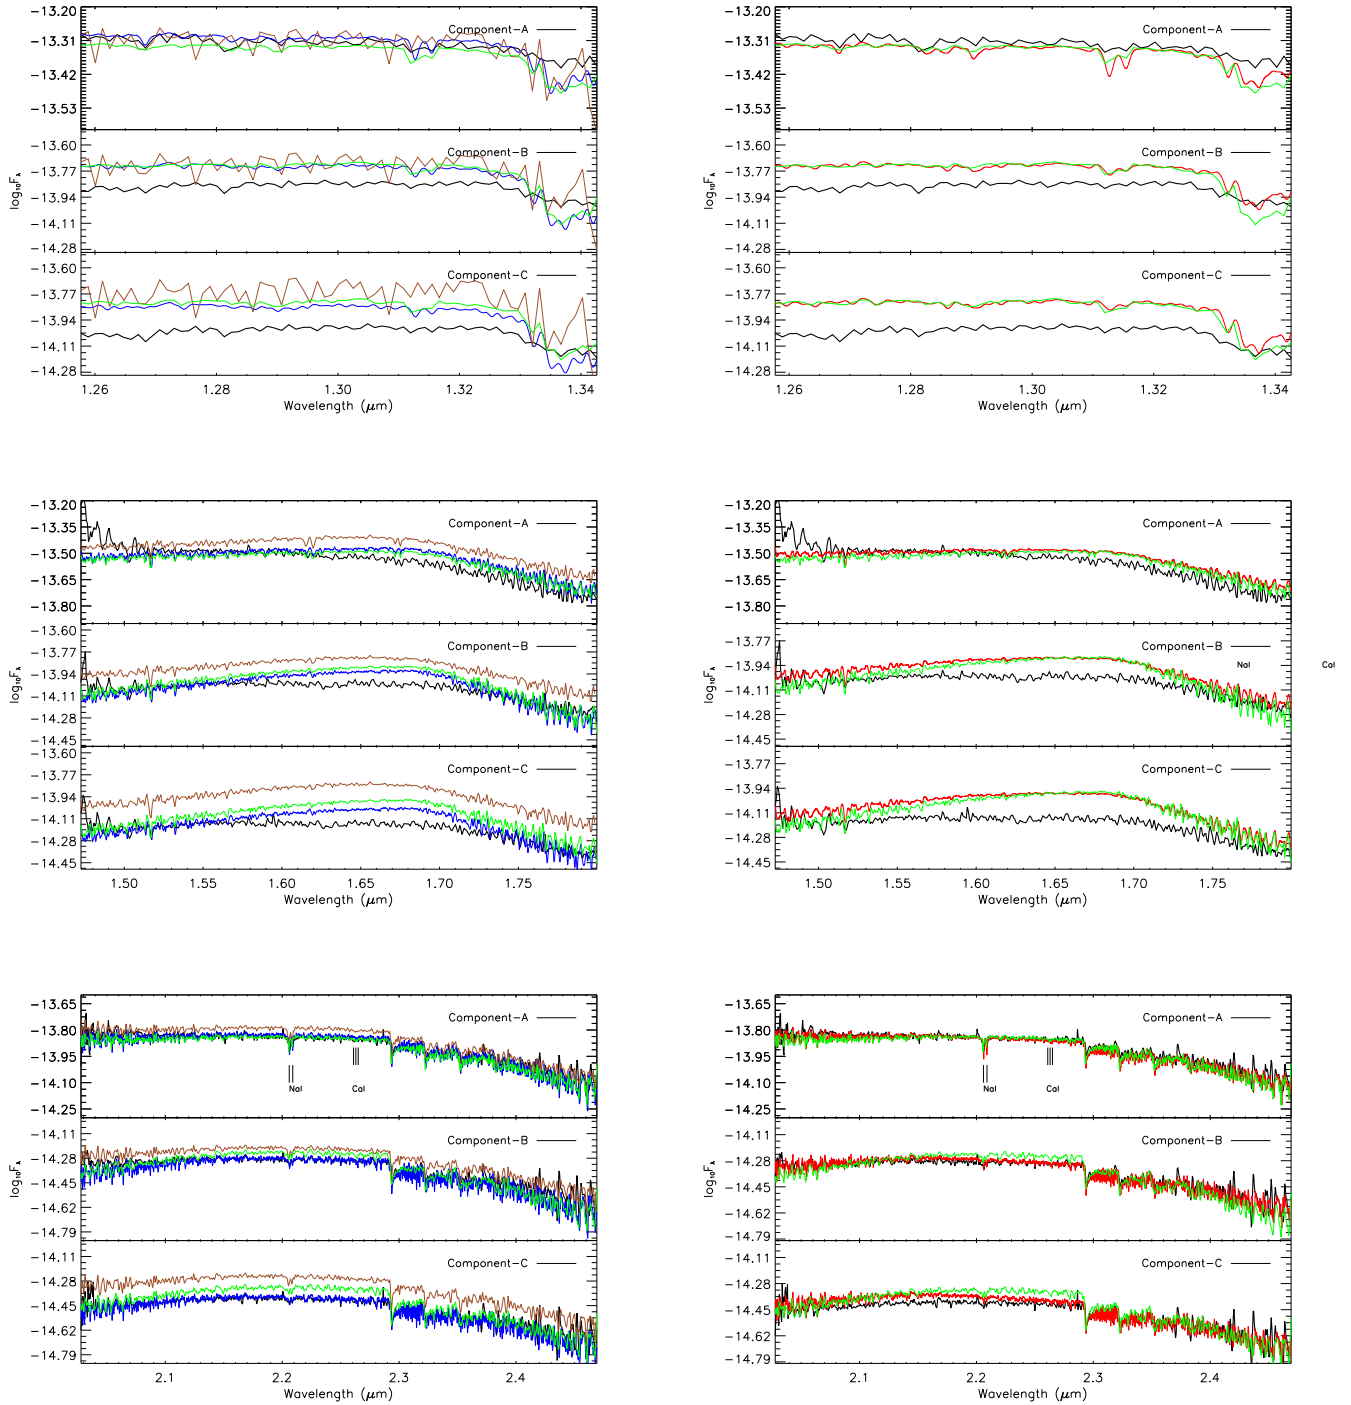 −13.20
−13.31
−13.42
−13.53
Component−A
−13.60
−13.77
−13.94
−14.11
−14.28
Component−B
log₁₀Fλ
−13.60
−13.77
−13.94
−14.11
−14.28
Component−C
1.26 1.28 1.30 1.32 1.34
Wavelength (μm)
−13.20
−13.31
−13.42
−13.53
Component−A
−13.60
−13.77
−13.94
−14.11
−14.28
Component−B
log₁₀Fλ
−13.60
−13.77
−13.94
−14.11
−14.28
Component−C
1.26 1.28 1.30 1.32 1.34
Wavelength (μm)
−13.20
−13.35
−13.50
−13.65
−13.80
Component−A
−13.60
−13.77
−13.94
−14.11
−14.28
−14.45
Component−B
log₁₀Fλ
−13.60
−13.77
−13.94
−14.11
−14.28
−14.45
Component−C
1.50 1.55 1.60 1.65 1.70 1.75
Wavelength (μm)
−13.20
−13.35
−13.50
−13.65
−13.80
Component−A
−13.77
−13.94
−14.11
−14.28
−14.45
Component−B
NaI CaI
log₁₀Fλ
−13.77
−13.94
−14.11
−14.28
−14.45
Component−C
1.50 1.55 1.60 1.65 1.70 1.75
Wavelength (μm)
−13.65
−13.80
−13.95
−14.10
−14.25
Component−A
NaI CaI
−14.11
−14.28
−14.45
−14.62
−14.79
Component−B
log₁₀Fλ
−14.11
−14.28
−14.45
−14.62
−14.79
Component−C
2.1 2.2 2.3 2.4
Wavelength (μm)
−13.65
−13.80
−13.95
−14.10
−14.25
Component−A
NaI CaI
−14.11
−14.28
−14.45
−14.62
−14.79
Component−B
log₁₀Fλ
−14.11
−14.28
−14.45
−14.62
−14.79
Component−C
2.1 2.2 2.3 2.4
Wavelength (μm)